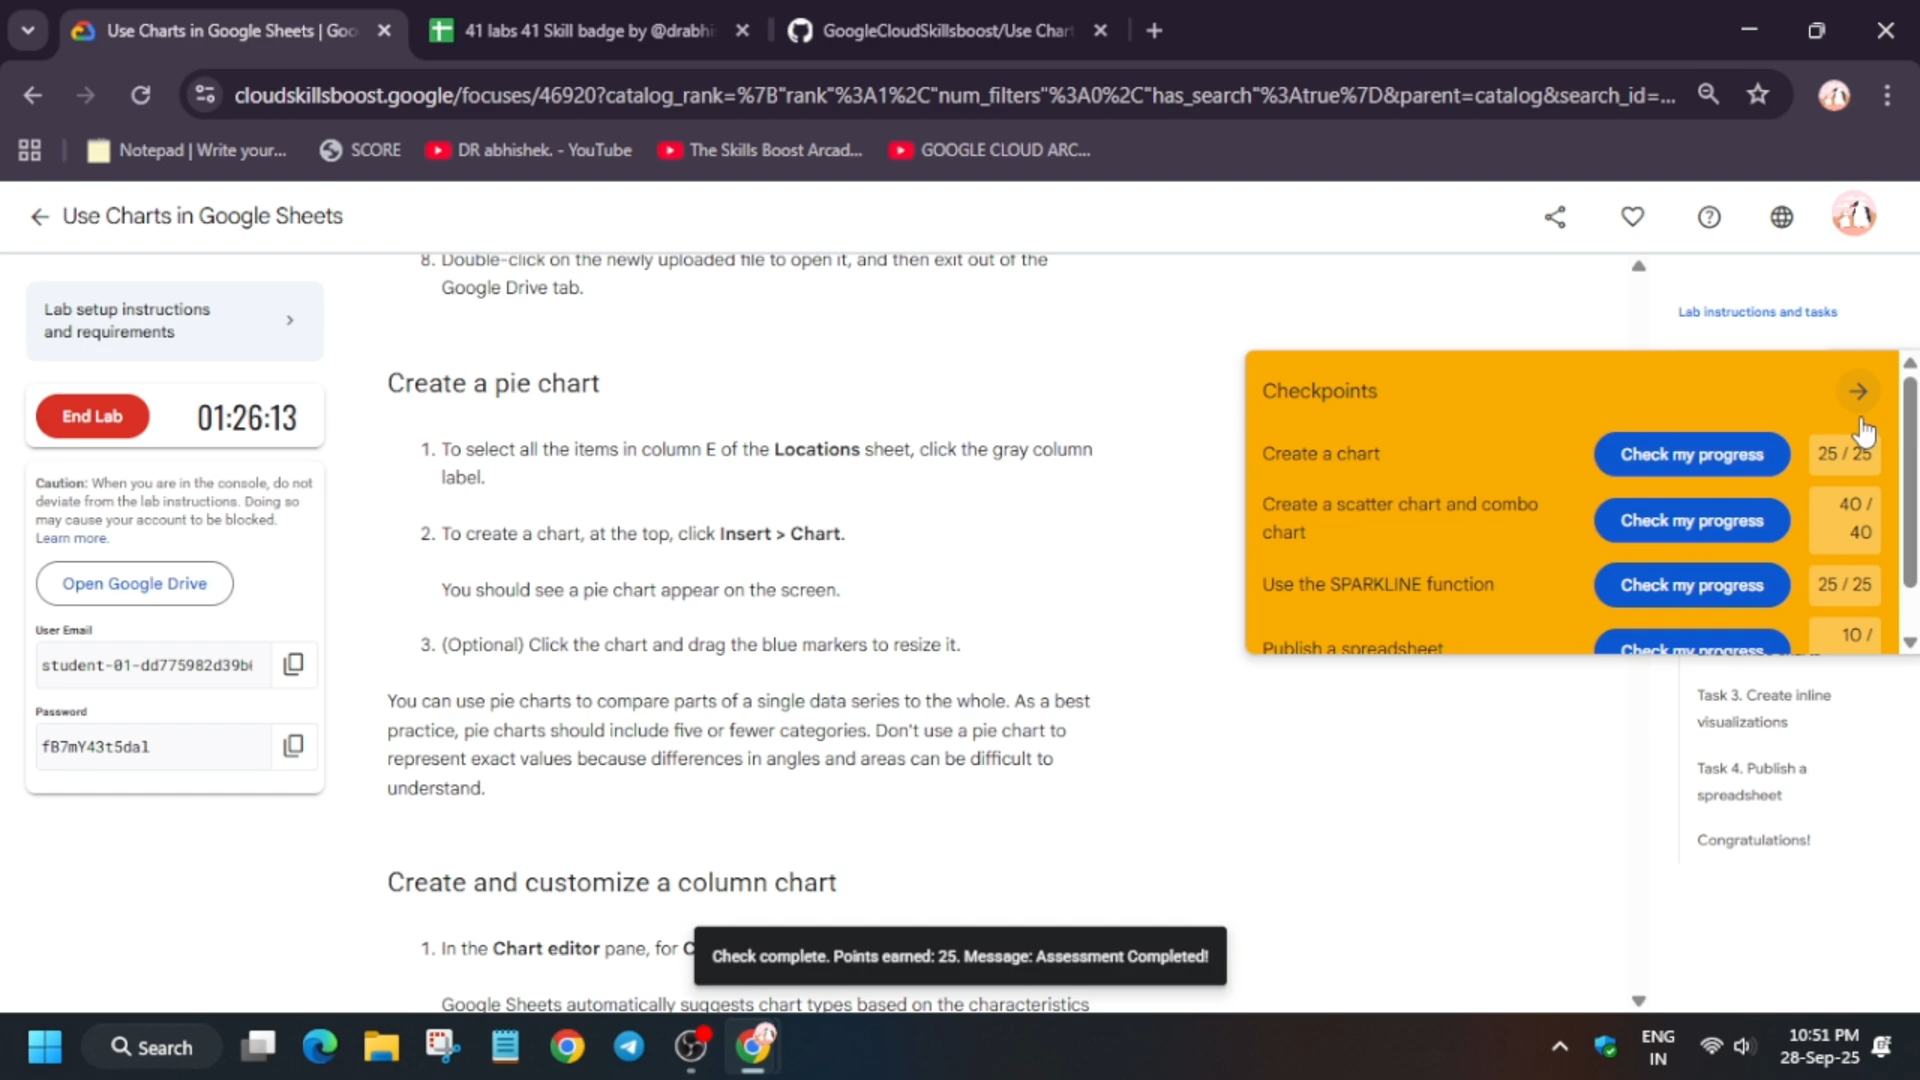 Use Charts in Google Sheets | Goo
41 labs 41 Skill badge by @drabhi
GoogleCloudSkillsboost/Use Chart
cloudskillsboost.google/focuses/46920?catalog_rank=%7B"rank"%3A1%2C"num_filters"%3A0%2C"has_search"%3Atrue%7D&parent=catalog&search_id=...
Notepad | Write your...
SCORE
DR abhishek. - YouTube
The Skills Boost Arcad...
GOOGLE CLOUD ARC...
Use Charts in Google Sheets
Lab setup instructions
and requirements
End Lab
01:26:13
Caution: When you are in the console, do not
deviate from the lab instructions. Doing so
may cause your account to be blocked.
Learn more.
Open Google Drive
User Email
student-01-dd775982d39b
Password
fB7mY43t5dal
8. Double-click on the newly uploaded file to open it, and then exit out of the
Google Drive tab.
Create a pie chart
1. To select all the items in column E of the Locations sheet, click the gray column
label.
2. To create a chart, at the top, click Insert > Chart.
You should see a pie chart appear on the screen.
3. (Optional) Click the chart and drag the blue markers to resize it.
You can use pie charts to compare parts of a single data series to the whole. As a best
practice, pie charts should include five or fewer categories. Don't use a pie chart to
represent exact values because differences in angles and areas can be difficult to
understand.
Create and customize a column chart
1. In the Chart editor pane, for C
Google Sheets automatically suggests chart types based on the characteristics
Check complete. Points earned: 25. Message: Assessment Completed!
Lab instructions and tasks
Checkpoints
Create a chart
Check my progress
25 / 25
Create a scatter chart and combo
chart
Check my progress
40 /
40
Use the SPARKLINE function
Check my progress
25 / 25
Publish a spreadsheet
Check my progress
10 /
Task 3. Create inline
visualizations
Task 4. Publish a
spreadsheet
Congratulations!
Search
ENG
IN
10:51 PM
28-Sep-25